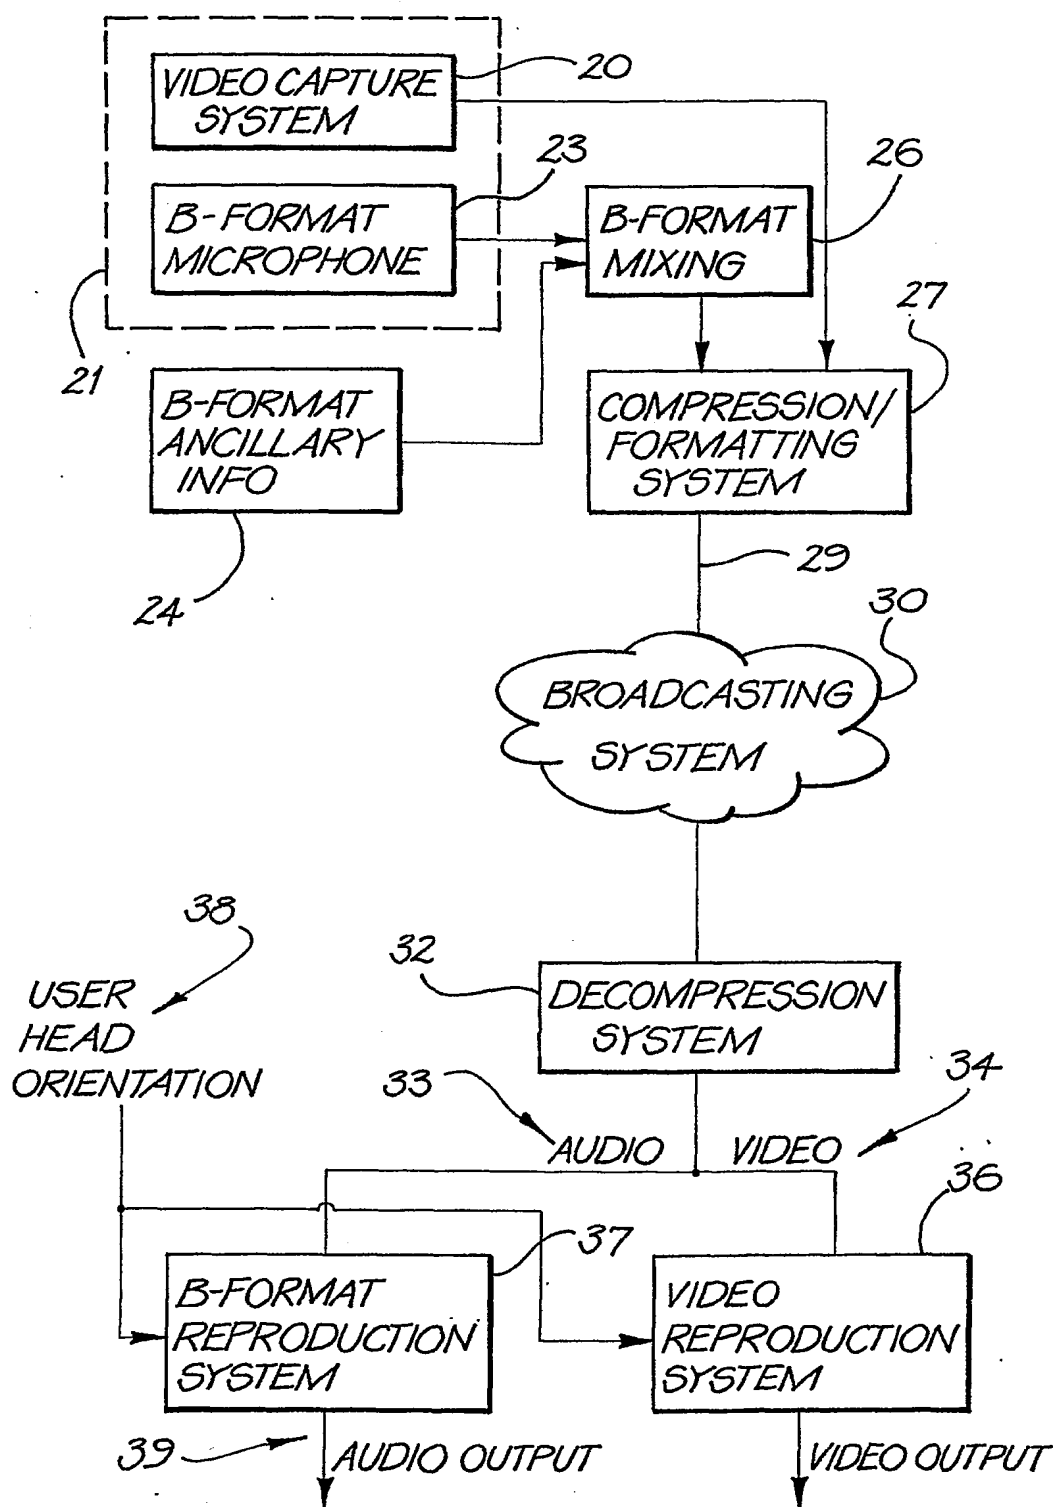 VIDEO CAPTURE
SYSTEM
20
B-FORMAT
MICROPHONE
23
21
B-FORMAT
MIXING
26
B-FORMAT
ANCILLARY
INFO
24
COMPRESSION/
FORMATTING
SYSTEM
27
29
30
BROADCASTING
SYSTEM
38
USER
HEAD
ORIENTATION
32
DECOMPRESSION
SYSTEM
33
AUDIO
VIDEO
34
36
37
B-FORMAT
REPRODUCTION
SYSTEM
VIDEO
REPRODUCTION
SYSTEM
39
AUDIO OUTPUT
VIDEO OUTPUT